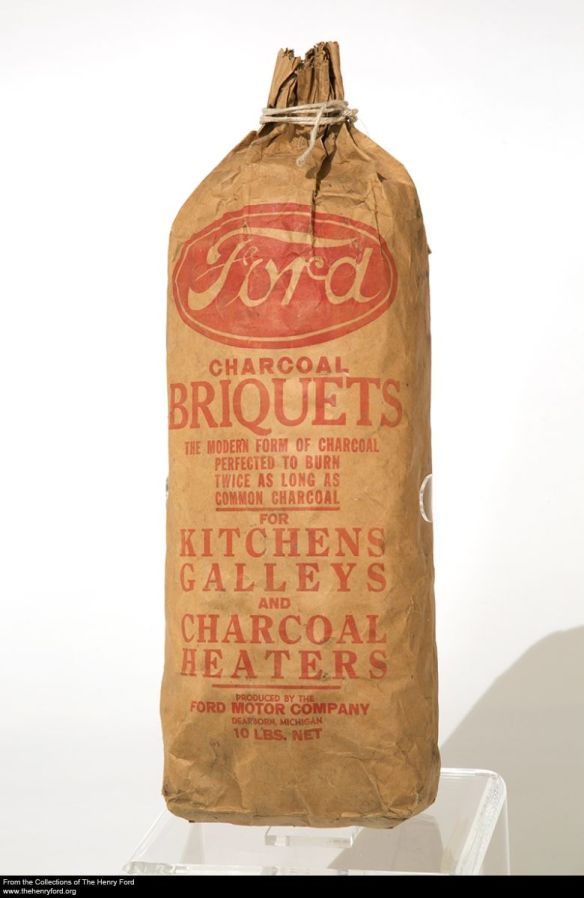 Ford
CHARCOAL
BRIQUETS
THE MODERN FORM OF CHARCOAL
PERFECTED TO BURN
TWICE AS LONG AS
COMMON CHARCOAL
FOR
KITCHENS
GALLEYS
AND
CHARCOAL
HEATERS
PRODUCED BY THE
FORD MOTOR COMPANY
DEARBORN, MICHIGAN
10 LBS. NET
From the Collections of The Henry Ford
www.thehenryford.org